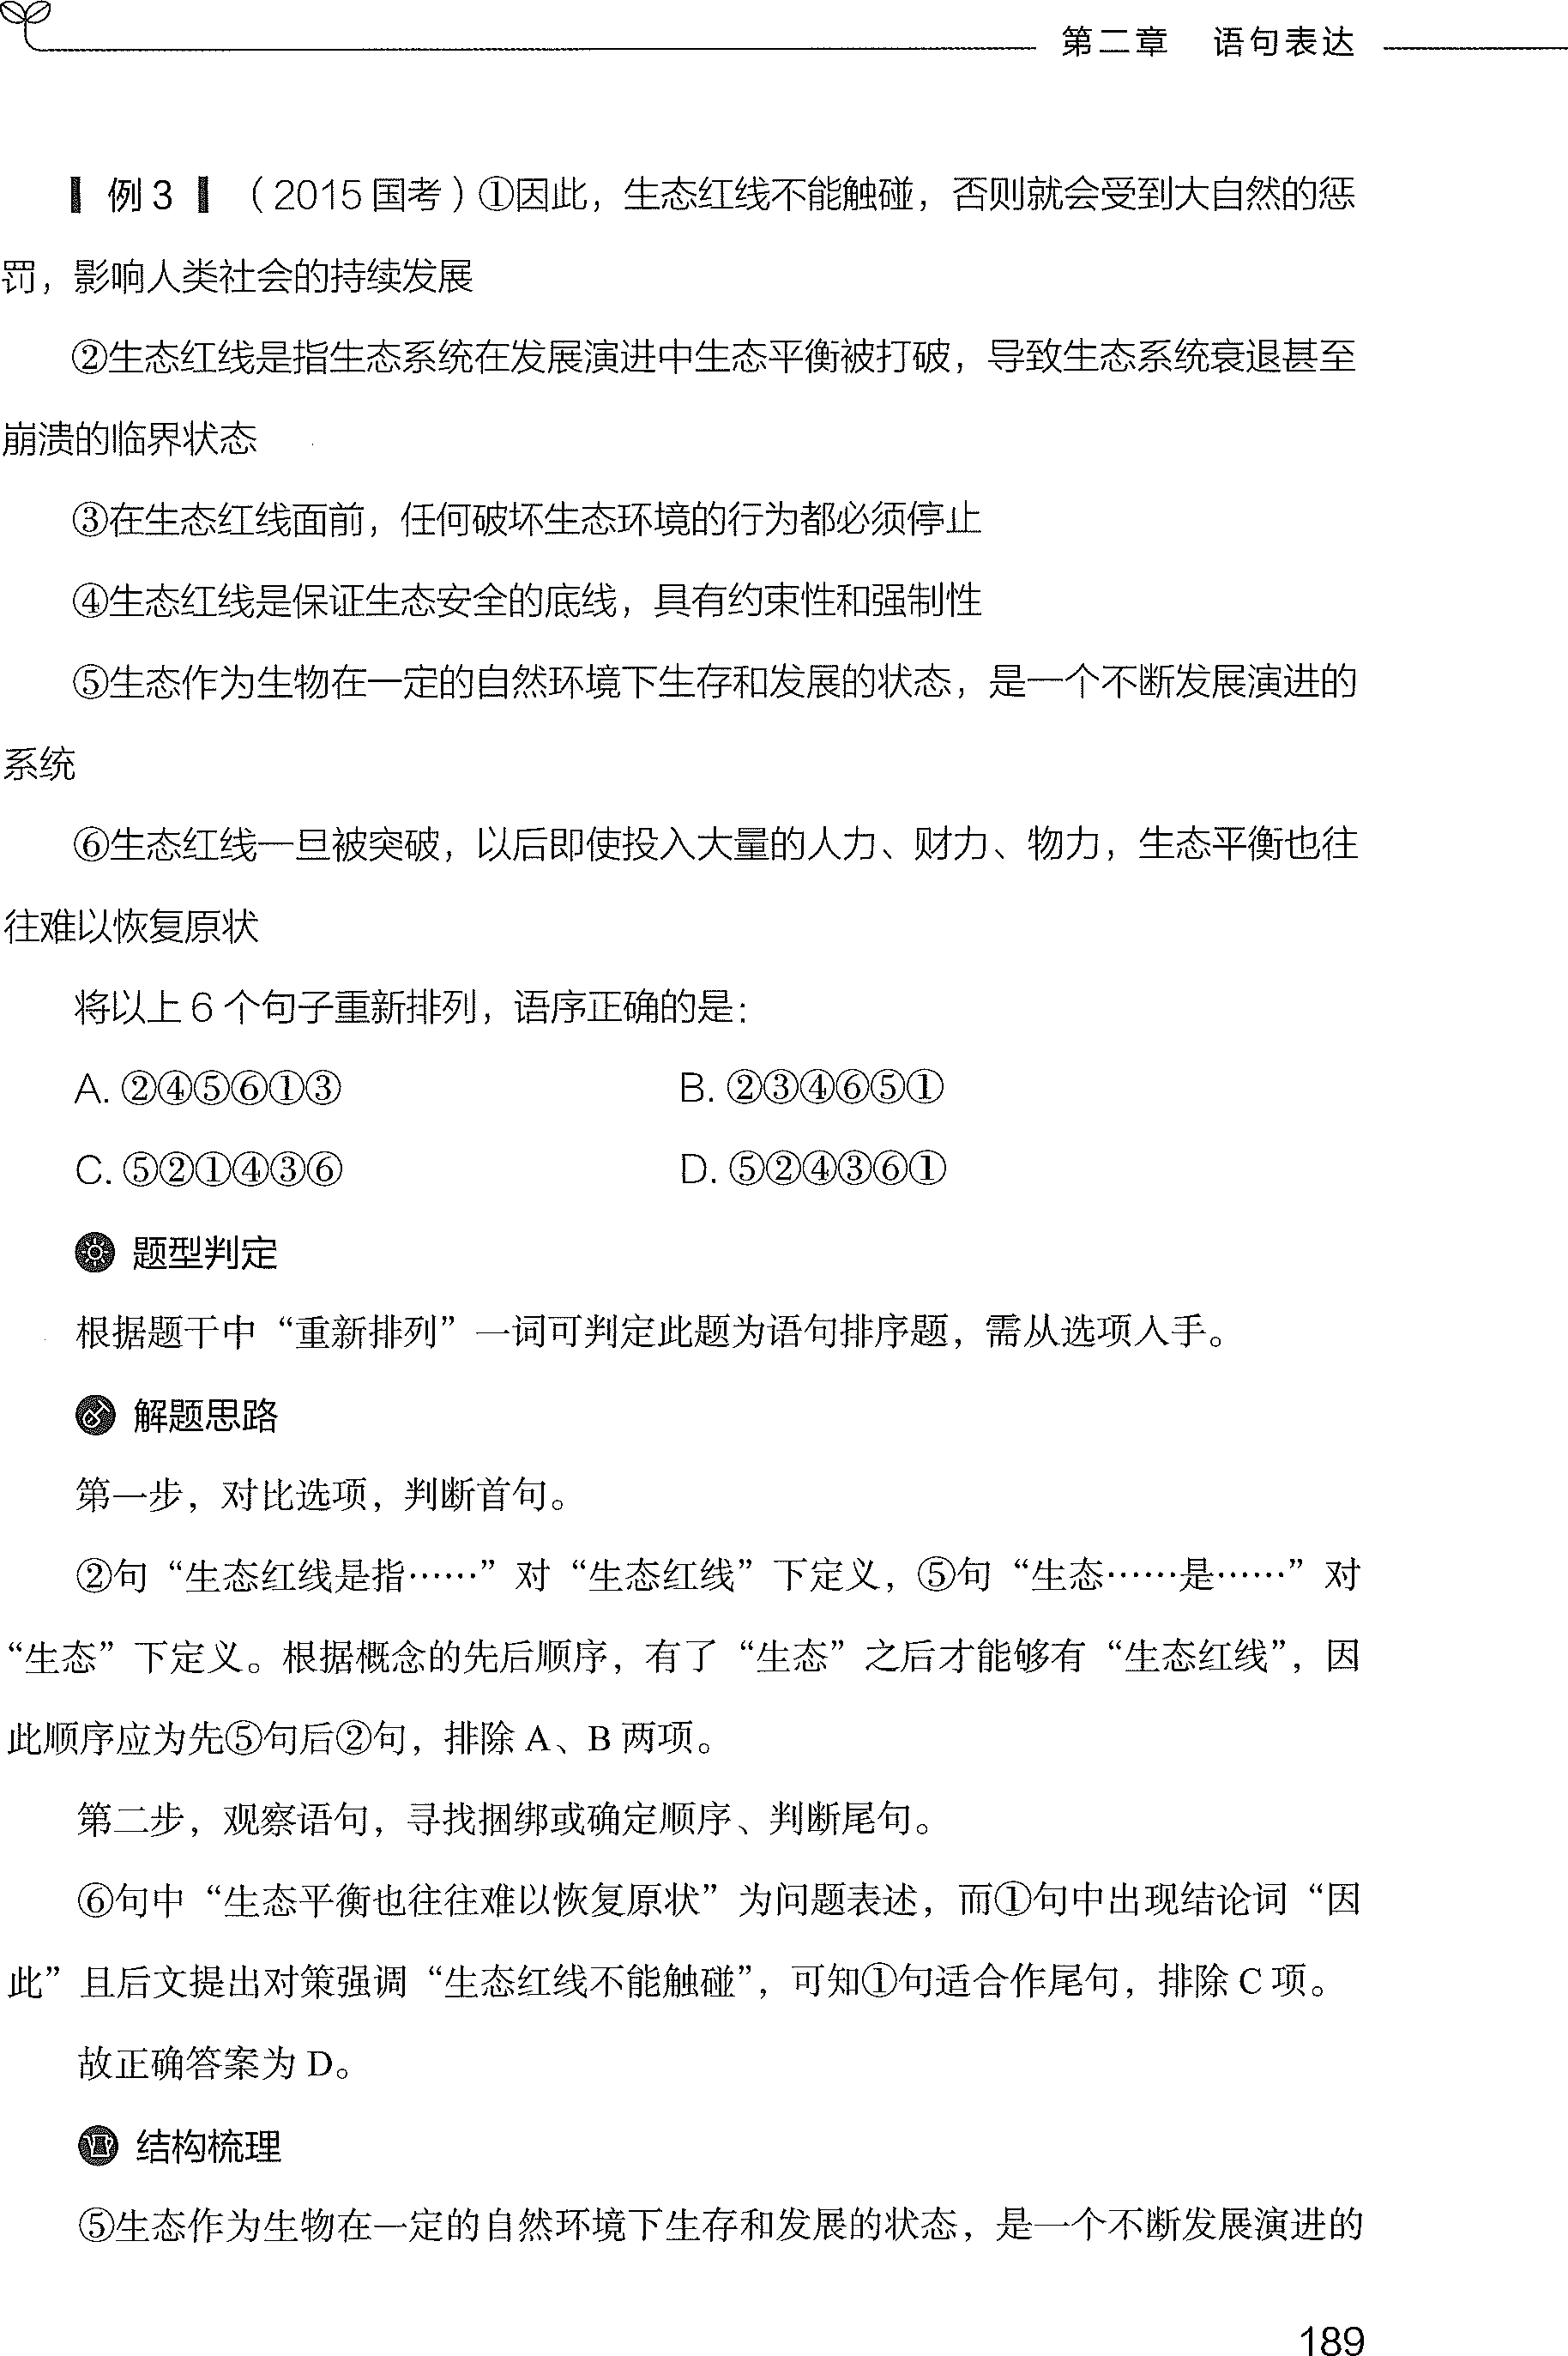 第二章 语句表达
例3 （2015国考）①因此，生态红线不能触碰，否则就会受到大自然的惩
罚，影响人类社会的持续发展
②生态红线是指生态系统在发展演进中生态平衡被打破，导致生态系统衰退甚至
崩溃的临界状态
③在生态红线面前，任何破坏生态环境的行为都必须停止
④生态红线是保证生态安全的底线，具有约束性和强制性
⑤生态作为生物在一定的自然环境下生存和发展的状态，是一个不断发展演进的
系统
⑥生态红线一旦被突破，以后即使投入大量的人力、财力、物力，生态平衡也往
往难以恢复原状
将以上6个句子重新排列，语序正确的是：
A. ②④⑤⑥①③ B. ②③④⑥⑤①
C. ⑤②①④③⑥ D. ⑤②④③⑥①
题型判定
根据题干中“重新排列”一词可判定此题为语句排序题，需从选项入手。
解题思路
第一步，对比选项，判断首句。
②句“生态红线是指……”对“生态红线”下定义，⑤句“生态……是……”对
“生态”下定义。根据概念的先后顺序，有了“生态”之后才能够有“生态红线”，因
此顺序应为先⑤句后②句，排除 A、B 两项。
第二步，观察语句，寻找捆绑或确定顺序、判断尾句。
⑥句中“生态平衡也往往难以恢复原状”为问题表述，而①句中出现结论词“因
此”且后文提出对策强调“生态红线不能触碰”，可知①句适合作尾句，排除 C 项。
故正确答案为 D。
结构梳理
⑤生态作为生物在一定的自然环境下生存和发展的状态，是一个不断发展演进的
189